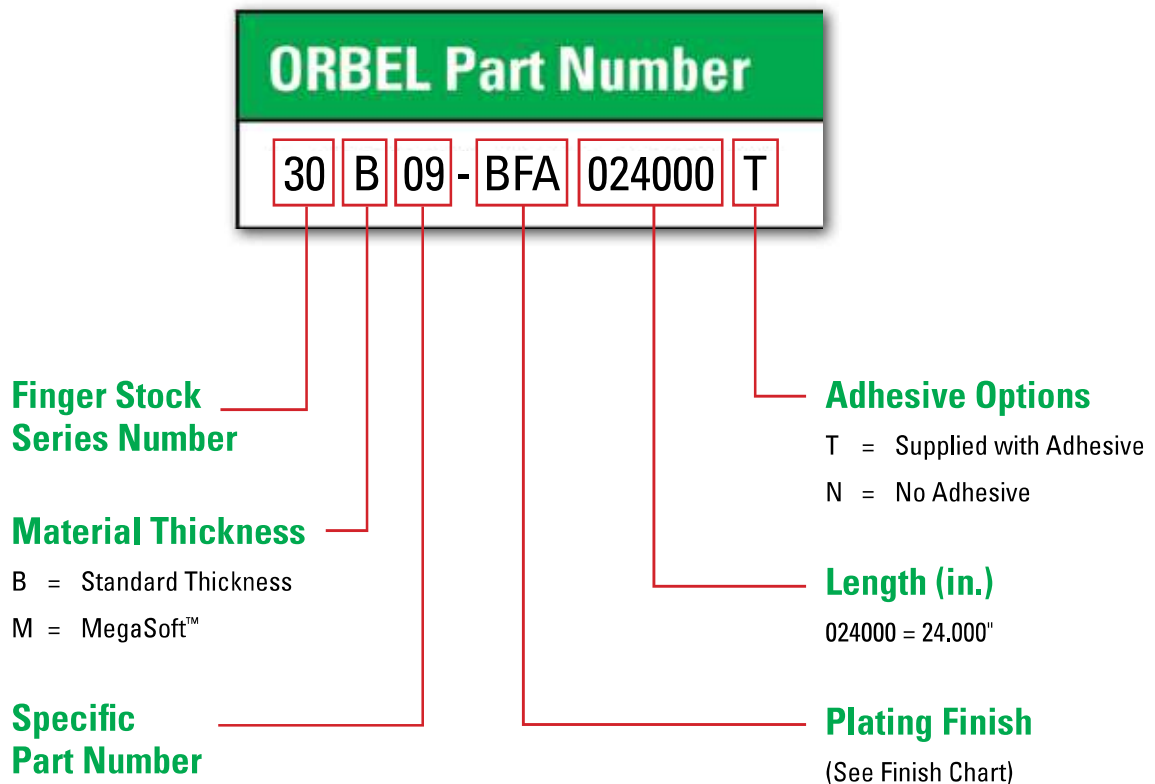 ORBEL Part Number
30 B 09 - BFA 024000 T
Finger Stock
Series Number
Material Thickness
B = Standard Thickness
M = MegaSoft™
Specific
Part Number
Adhesive Options
T = Supplied with Adhesive
N = No Adhesive
Length (in.)
024000 = 24.000"
Plating Finish
(See Finish Chart)